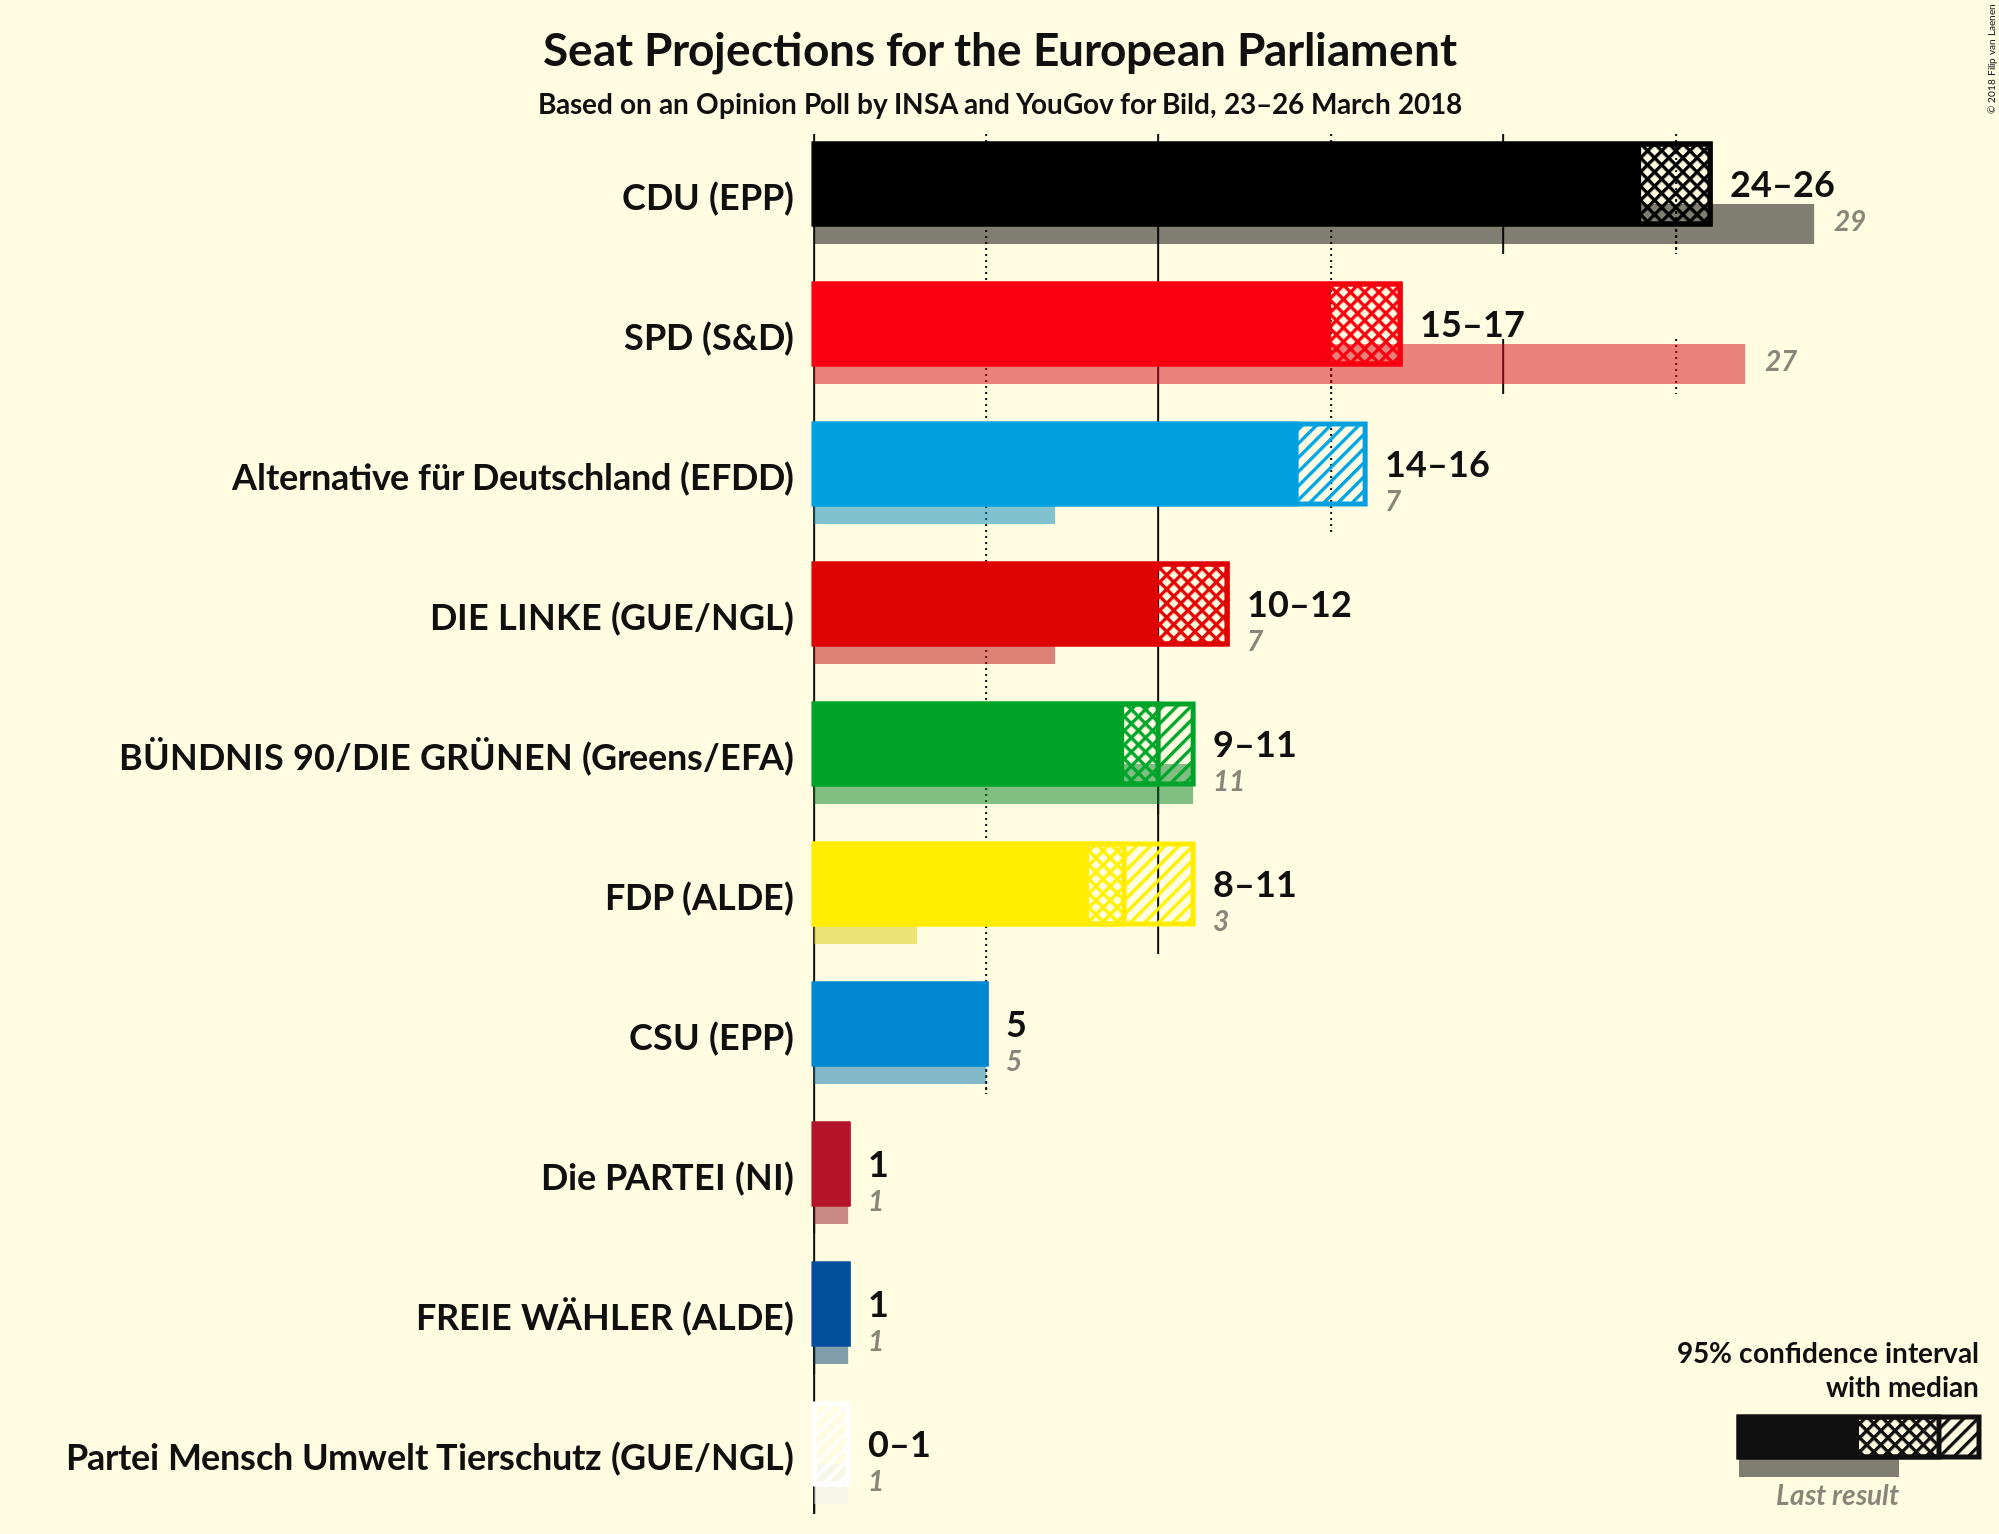 Seat Projections for the European Parliament
Based on an Opinion Poll by INSA and YouGov for Bild, 23–26 March 2018
© 2018 Filip van Laenen
CDU (EPP)
24–26
29
SPD (S&D)
15–17
27
Alternative für Deutschland (EFDD)
14–16
7
DIE LINKE (GUE/NGL)
10–12
7
BÜNDNIS 90/DIE GRÜNEN (Greens/EFA)
9–11
11
FDP (ALDE)
8–11
3
CSU (EPP)
5
5
Die PARTEI (NI)
1
1
FREIE WÄHLER (ALDE)
1
1
Partei Mensch Umwelt Tierschutz (GUE/NGL)
0–1
1
95% confidence interval
with median
Last result